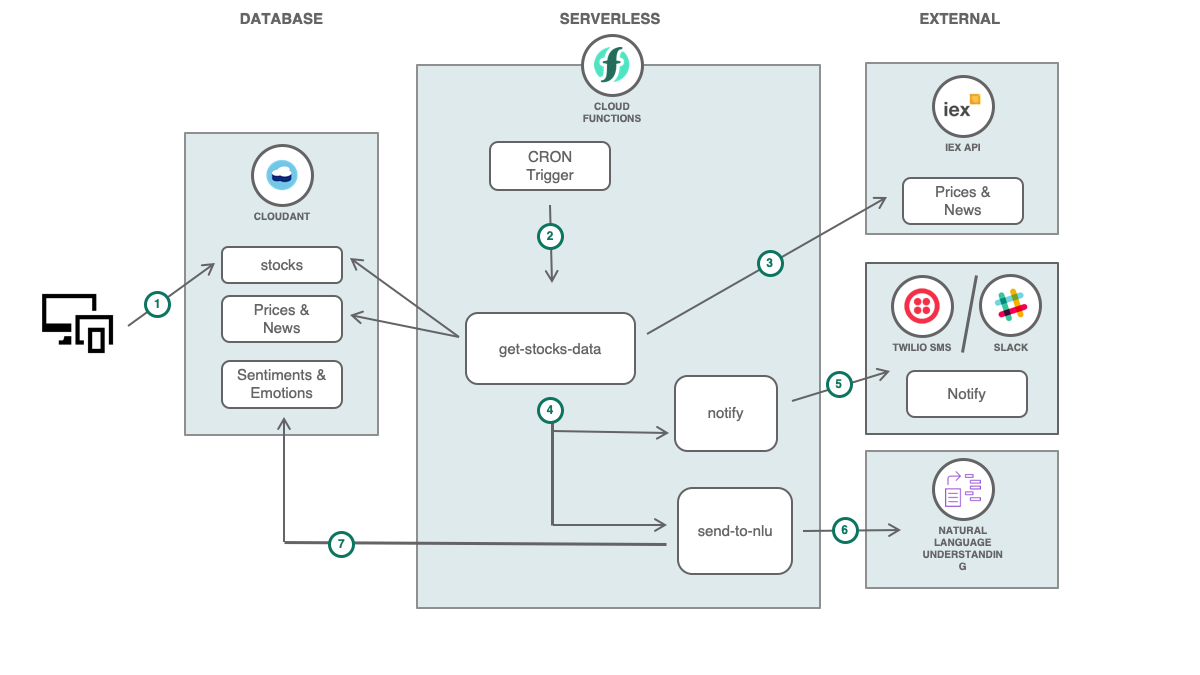 DATABASE
SERVERLESS
EXTERNAL
CLOUD
FUNCTIONS
iex
IEX API
CRON
Trigger
Prices &
News
CLOUDANT
2
3
stocks
1
Prices &
News
TWILIO SMS
SLACK
get-stocks-data
Sentiments &
Emotions
5
Notify
4
notify
NATURAL
LANGUAGE
UNDERSTANDIN
G
send-to-nlu
6
7